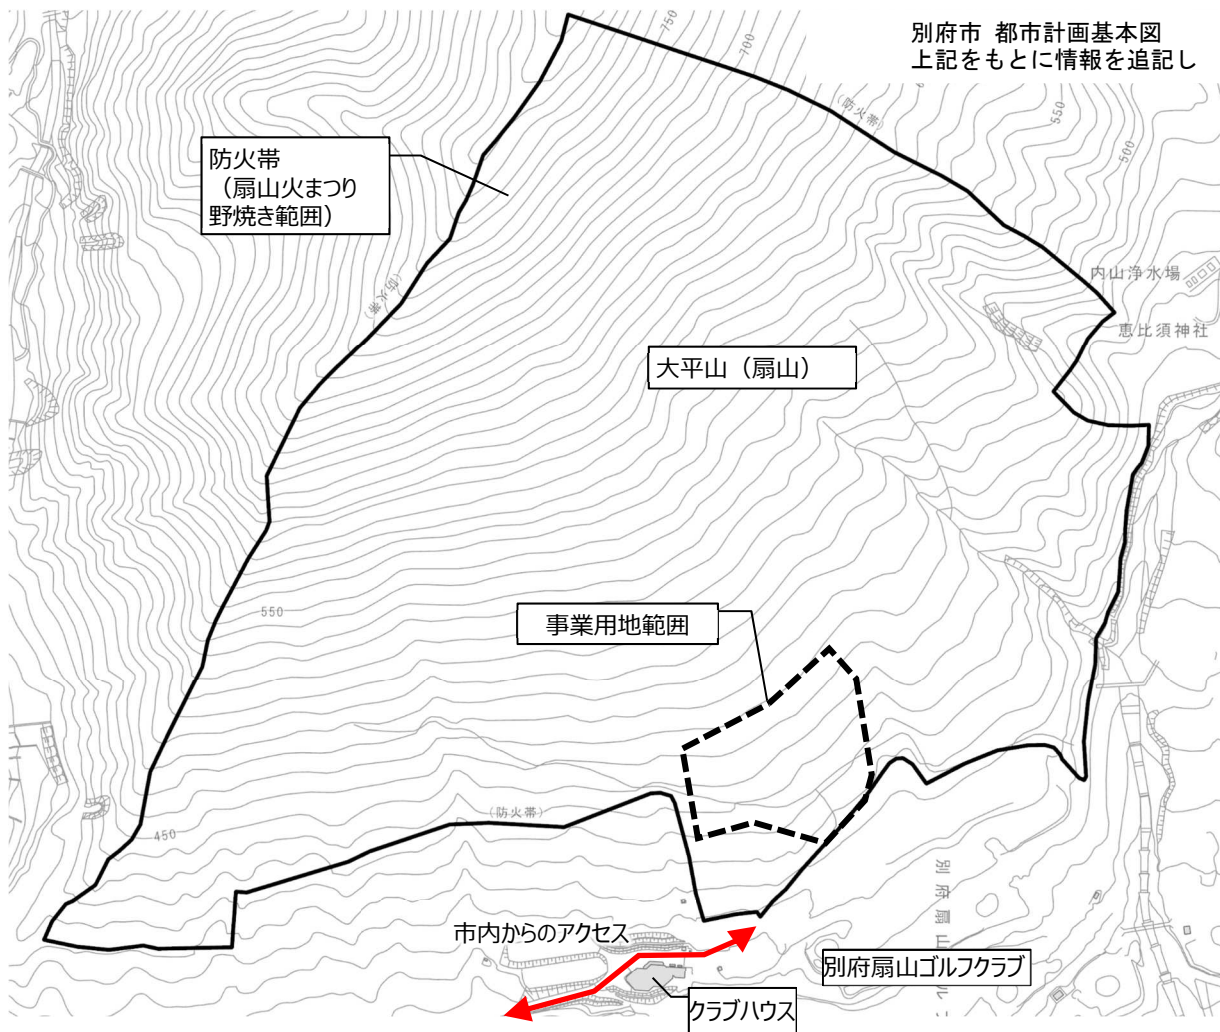 別府市 都市計画基本図
上記をもとに情報を追記し
750
700
(防火帯)
550
500
防火帯
(扇山火まつり
野焼き範囲)
(防火帯)
内山浄水場
恵比須神社
大平山(扇山)
550
事業用地範囲
(防火帯)
450
別府扇山
市内からのアクセス
別府扇山ゴルフクラブ
クラブハウス